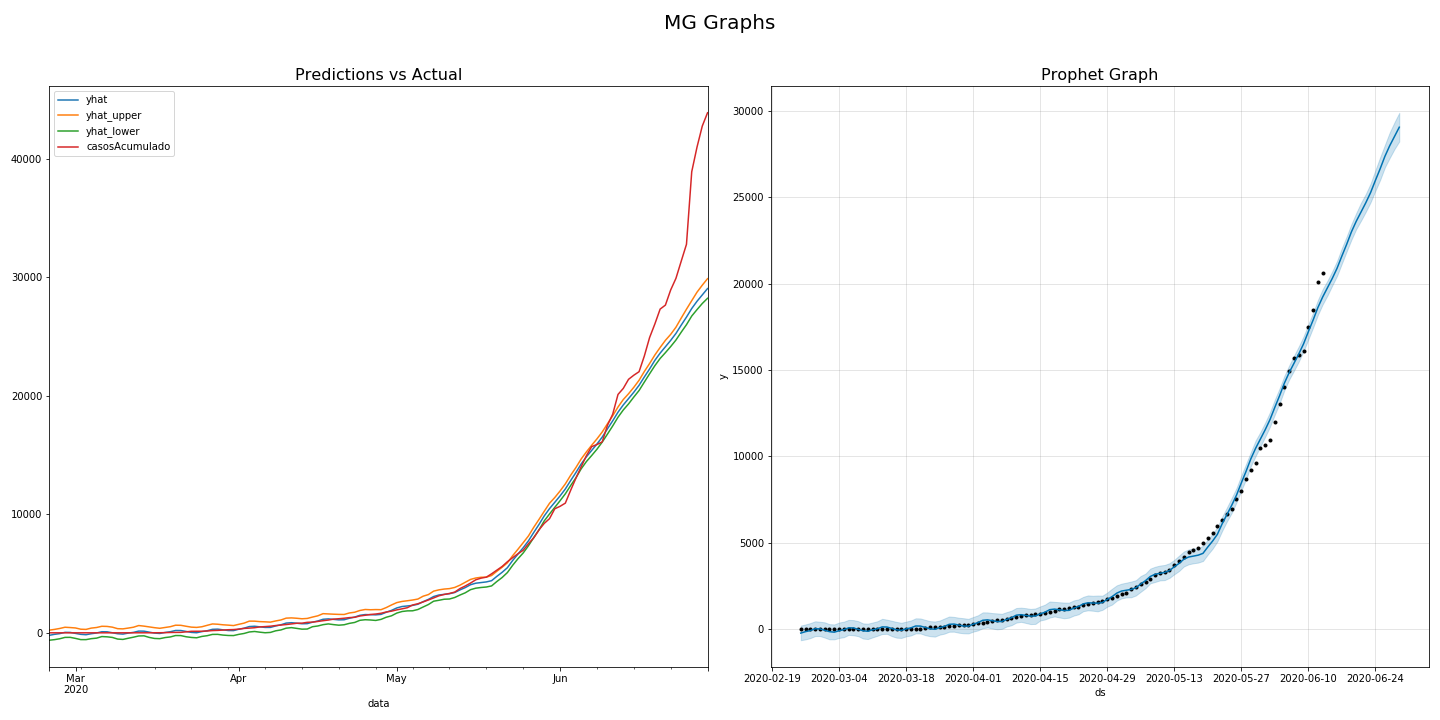 MG Graphs
Predictions vs Actual
yhat
yhat_upper
yhat_lower
casosAcumulado
40000
30000
20000
10000
0
Mar
2020
Apr
May
Jun
data
Prophet Graph
30000
25000
20000
15000
10000
5000
0
y
2020-02-19 2020-03-04 2020-03-18 2020-04-01 2020-04-15 2020-04-29 2020-05-13 2020-05-27 2020-06-10 2020-06-24
ds